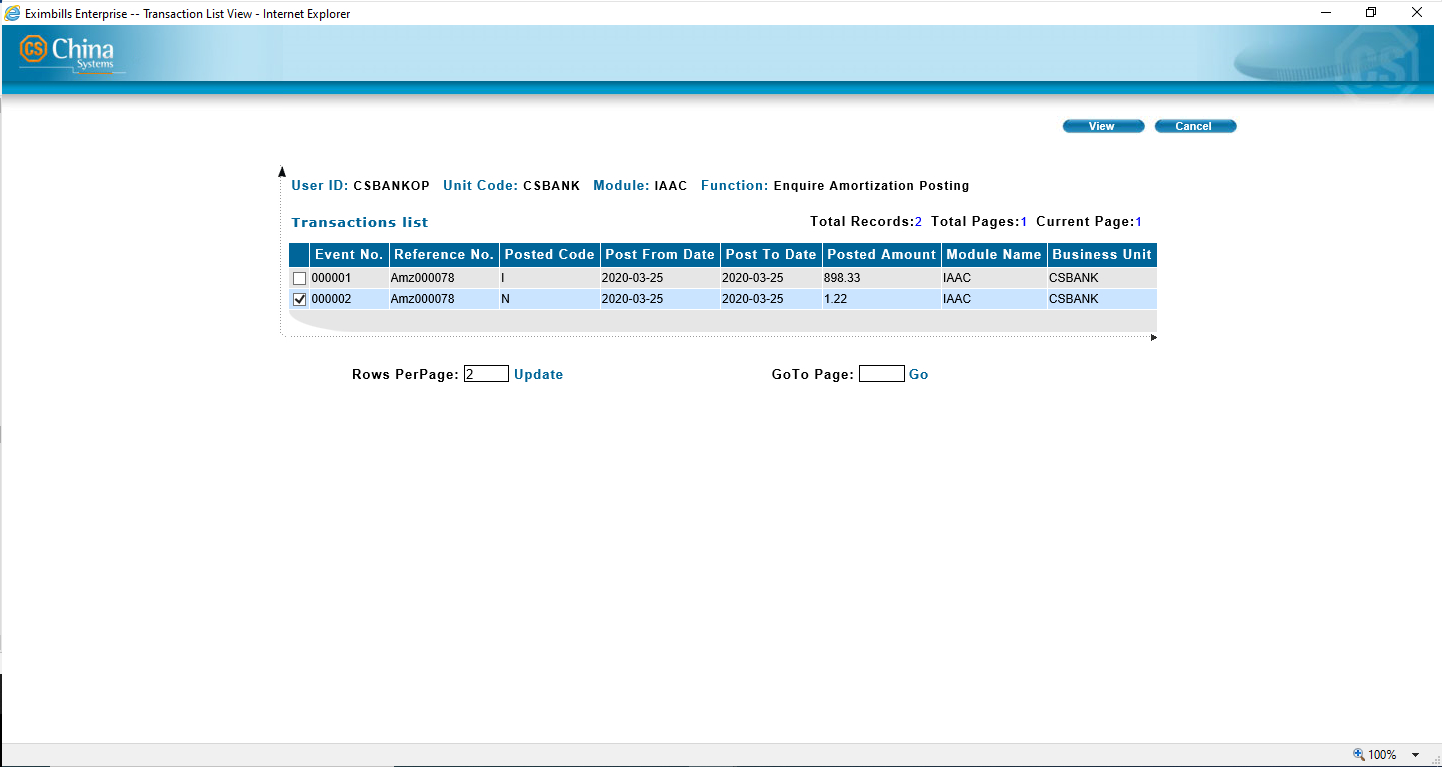 Eximbills Enterprise -- Transaction List View - Internet Explorer
CS China Systems
CS
View Cancel
User ID: CSBANKOP Unit Code: CSBANK Module: IAAC Function: Enquire Amortization Posting
Transactions list Total Records:2 Total Pages:1 Current Page:1
Event No. Reference No. Posted Code Post From Date Post To Date Posted Amount Module Name Business Unit
000001 Amz000078 I 2020-03-25 2020-03-25 898.33 IAAC CSBANK
000002 Amz000078 N 2020-03-25 2020-03-25 1.22 IAAC CSBANK
Rows PerPage: 2 Update GoTo Page: Go
100%